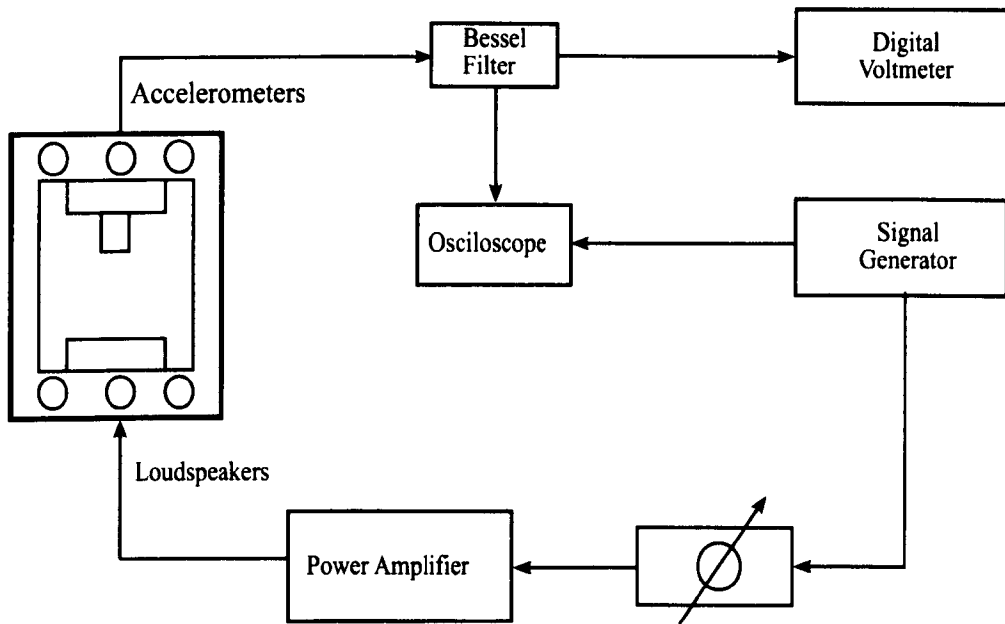 Bessel
Filter
Digital
Voltmeter
Accelerometers
Osciloscope
Signal
Generator
Loudspeakers
Power Amplifier